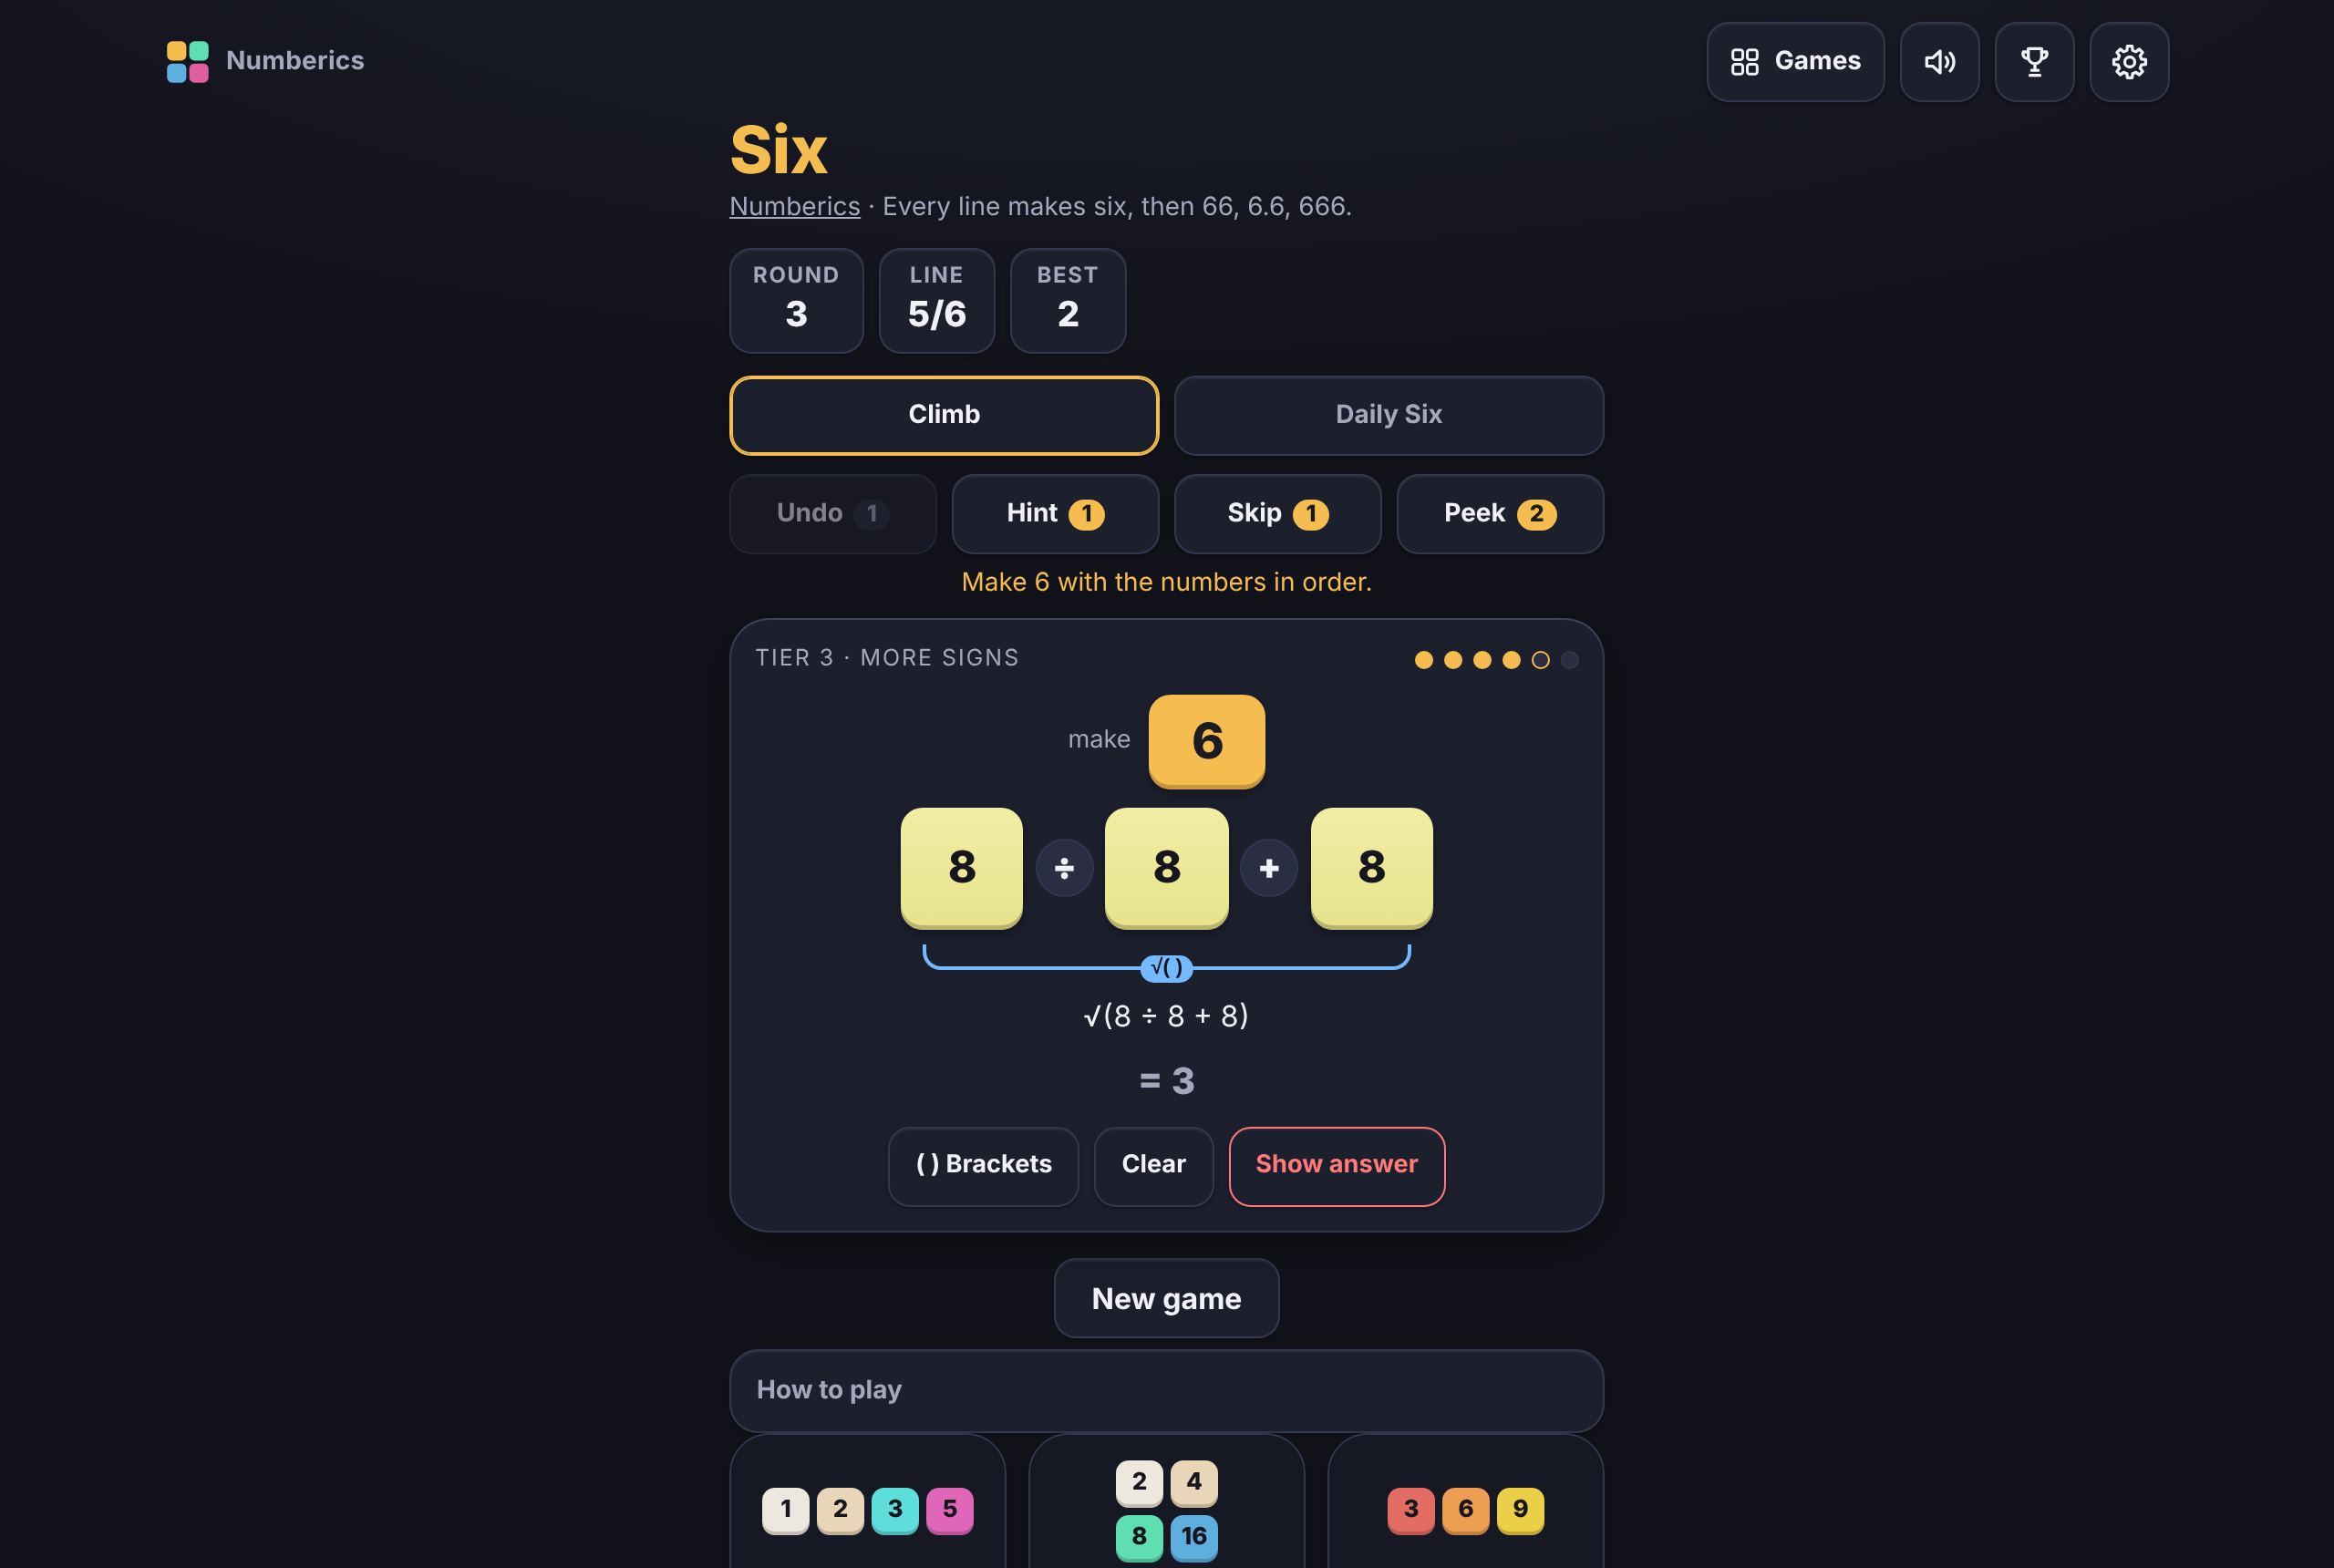 Numberics
Games
Six
Numberics · Every line makes six, then 66, 6.6, 666.
ROUND
3
LINE
5/6
BEST
2
Climb
Daily Six
Undo 1
Hint 1
Skip 1
Peek 2
Make 6 with the numbers in order.
TIER 3 · MORE SIGNS
make 6
8 ÷ 8 + 8
√( )
√(8 ÷ 8 + 8)
= 3
( ) Brackets
Clear
Show answer
New game
How to play
1 2 3 5
2 4
8 16
3 6 9